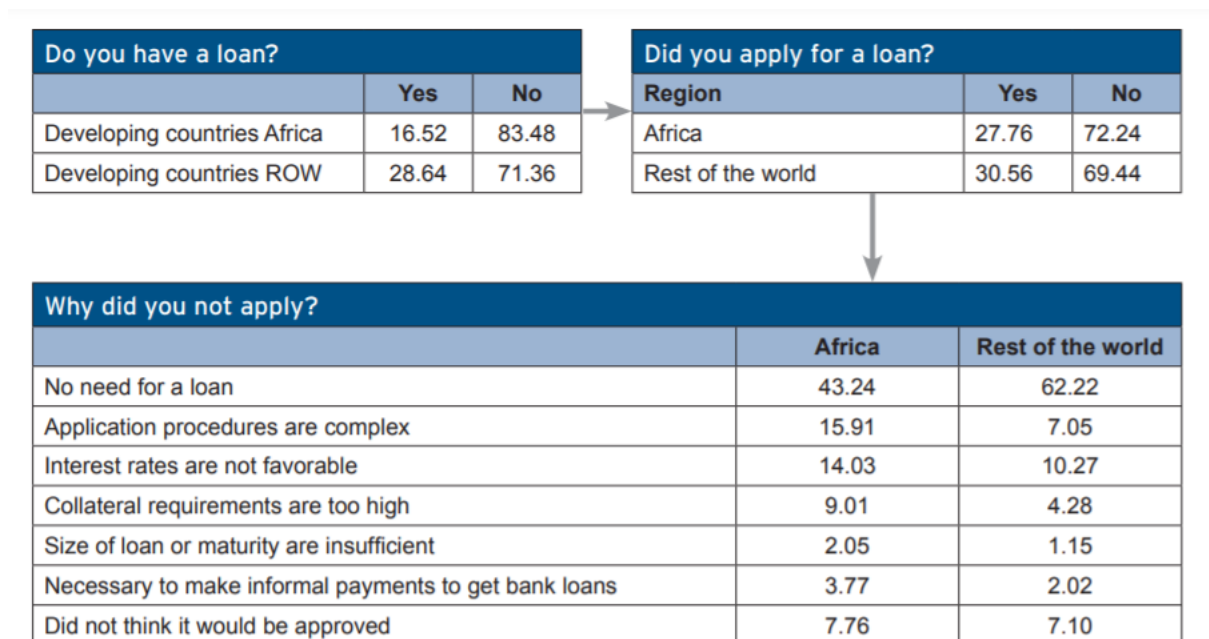 Do you have a loan?
Yes No
Developing countries Africa 16.52 83.48
Developing countries ROW 28.64 71.36
Did you apply for a loan?
Region Yes No
Africa 27.76 72.24
Rest of the world 30.56 69.44
Why did you not apply?
Africa Rest of the world
No need for a loan 43.24 62.22
Application procedures are complex 15.91 7.05
Interest rates are not favorable 14.03 10.27
Collateral requirements are too high 9.01 4.28
Size of loan or maturity are insufficient 2.05 1.15
Necessary to make informal payments to get bank loans 3.77 2.02
Did not think it would be approved 7.76 7.10